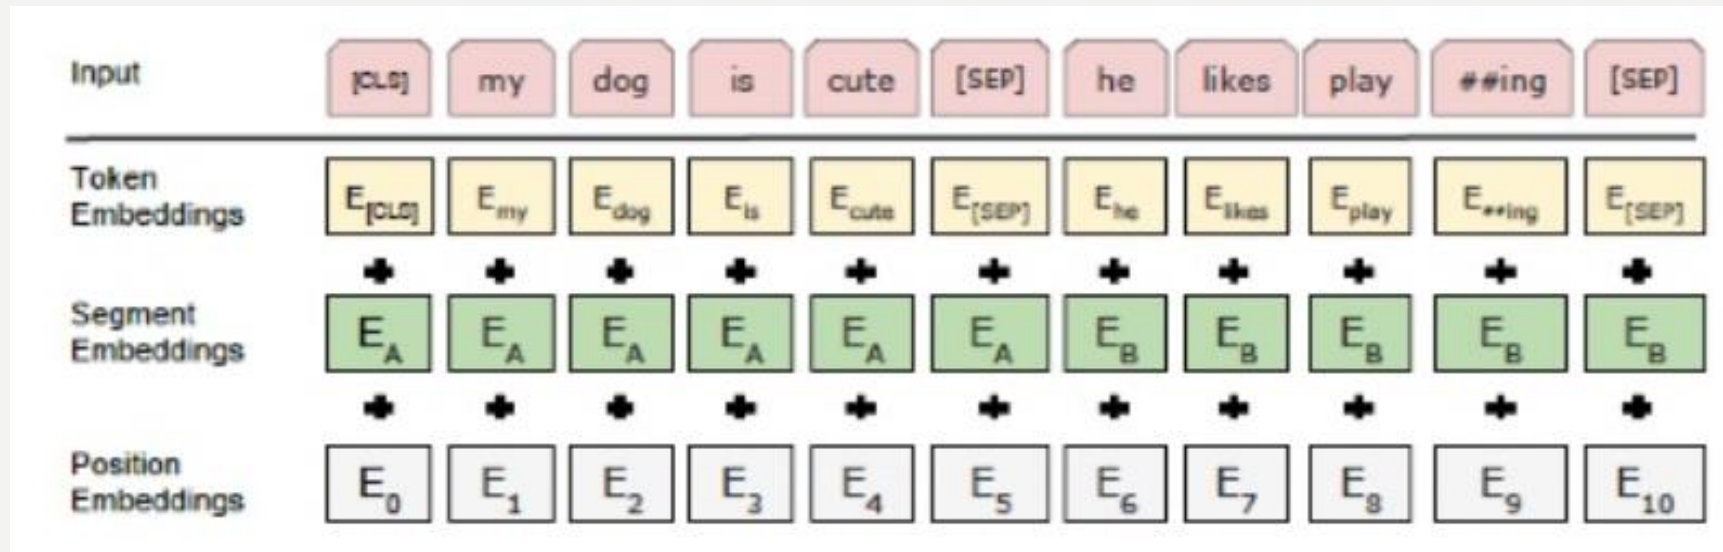 Input [CLS] my dog is cute [SEP] he likes play ##ing [SEP]
Token
Embeddings
E[CLS] Emy Edog Eis Ecute E[SEP] Ehe Elikes Eplay E##ing E[SEP]
Segment
Embeddings
EA EA EA EA EA EA EB EB EB EB EB
Position
Embeddings
E0 E1 E2 E3 E4 E5 E6 E7 E8 E9 E10